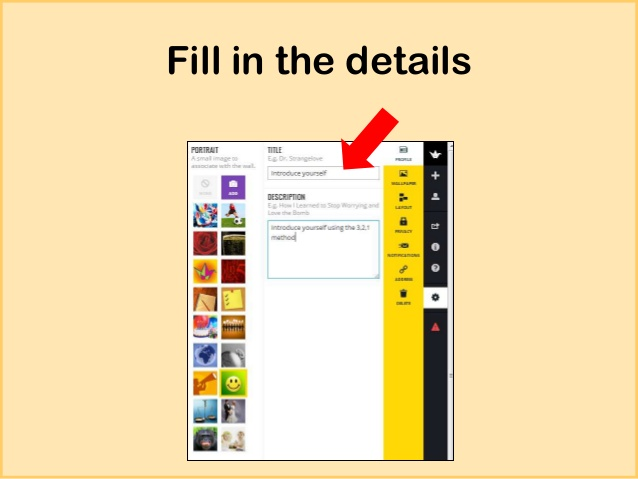 Fill in the details
PORTRAIT
A small image to
associate with the wall.
ADD
TITLE
E.g. Dr. Strangelove
Introduce yourself
DESCRIPTION
E.g. How I Learned to Stop Worrying and
Love the Bomb
Introduce yourself using the 3,2,1
method
PROFILE
WALLPAPER
LAYOUT
PRIVACY
NOTIFICATIONS
ADDRESS
DELETE